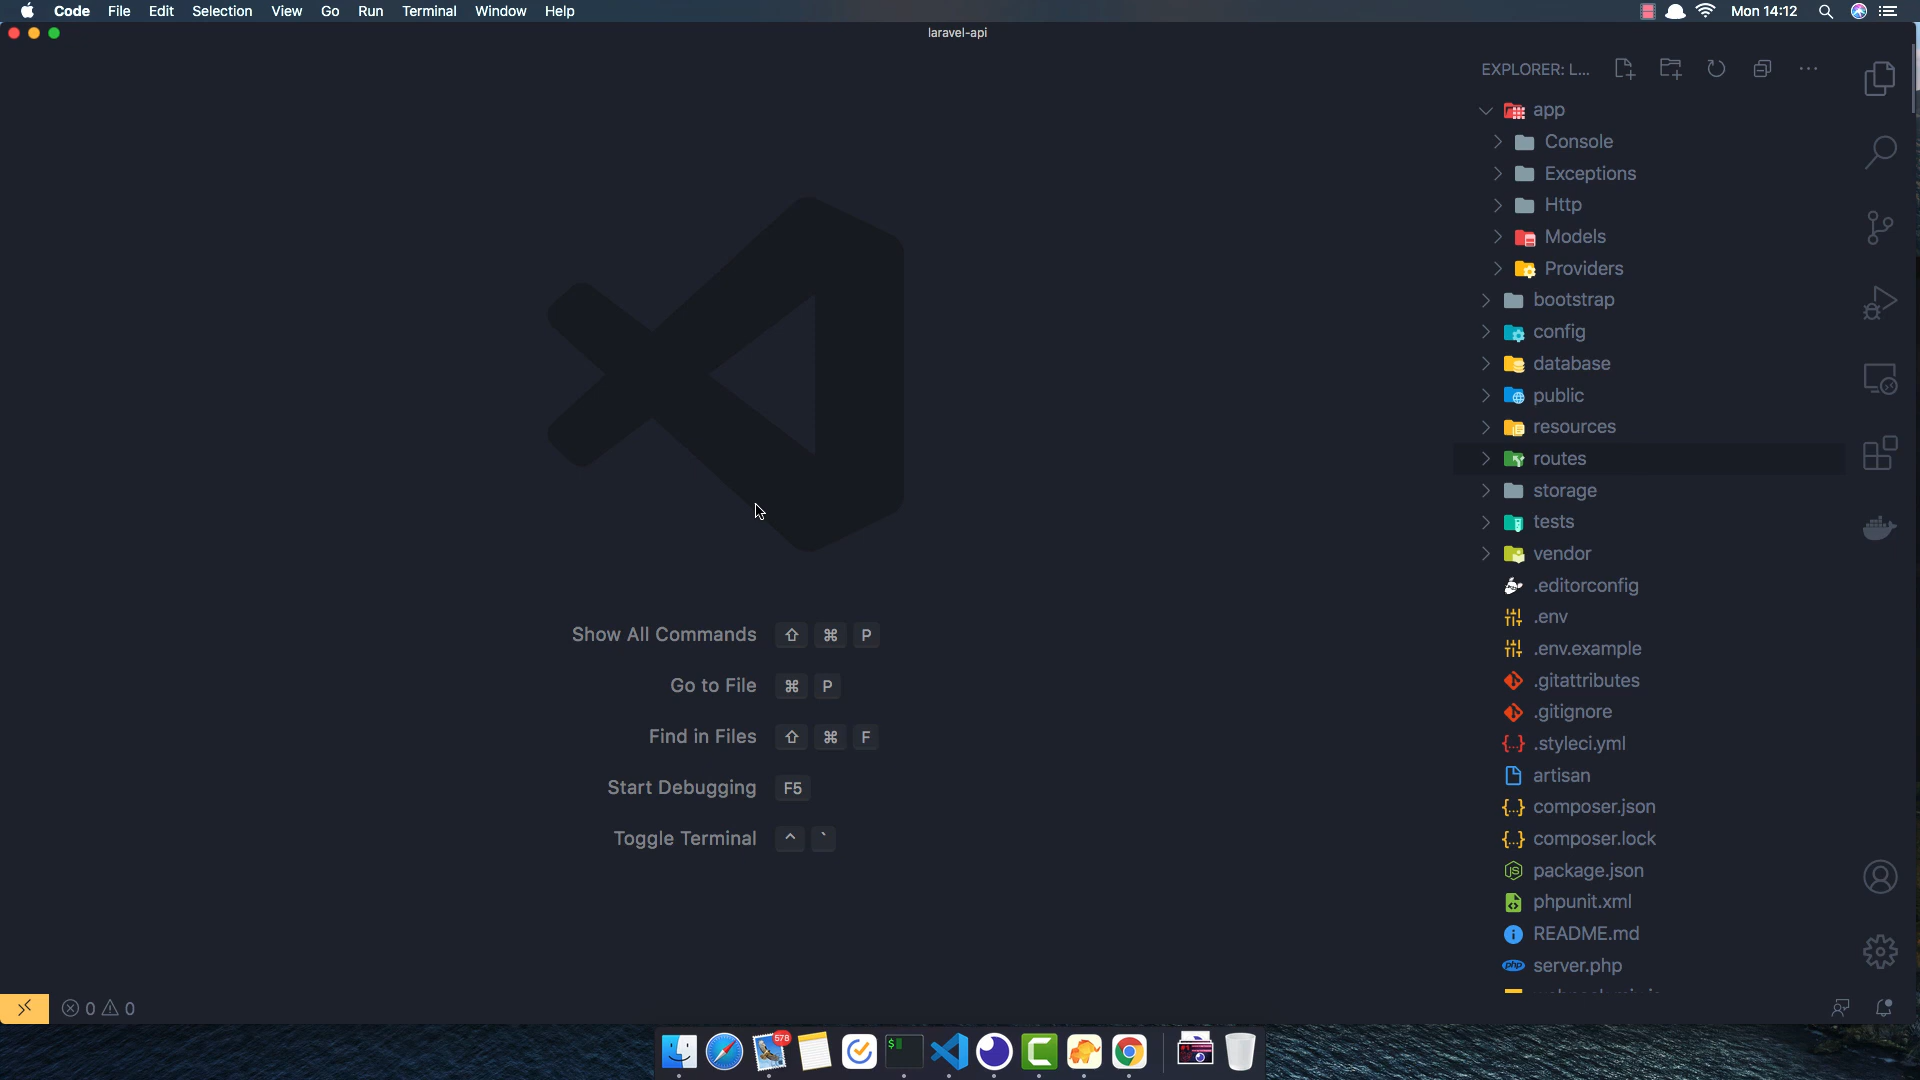 Code File Edit Selection View Go Run Terminal Window Help
Mon 14:12
laravel-api
EXPLORER: L...
app
Console
Exceptions
Http
Models
Providers
bootstrap
config
database
public
resources
routes
storage
tests
vendor
.editorconfig
.env
.env.example
.gitattributes
.gitignore
.styleci.yml
artisan
composer.json
composer.lock
package.json
phpunit.xml
README.md
server.php
Show All Commands ⇧ ⌘ P
Go to File ⌘ P
Find in Files ⇧ ⌘ F
Start Debugging F5
Toggle Terminal ^ `
0 0
578